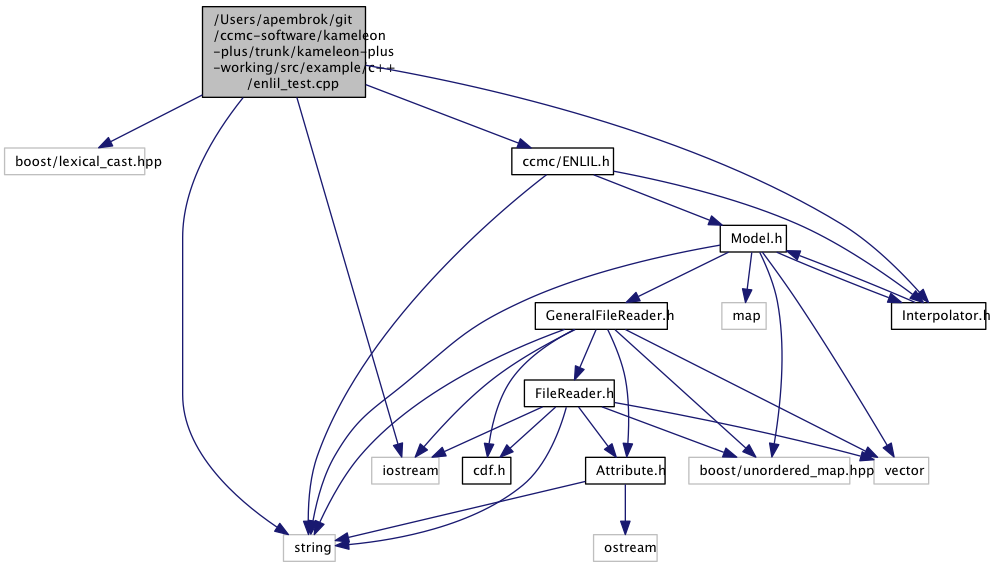 /Users/apembrok/git
/ccmc-software/kameleon
-plus/trunk/kameleon-plus
-working/src/example/c++
/enlil_test.cpp
boost/lexical_cast.hpp
ccmc/ENLIL.h
Model.h
GeneralFileReader.h
map
Interpolator.h
FileReader.h
iostream
cdf.h
Attribute.h
boost/unordered_map.hpp
vector
string
ostream